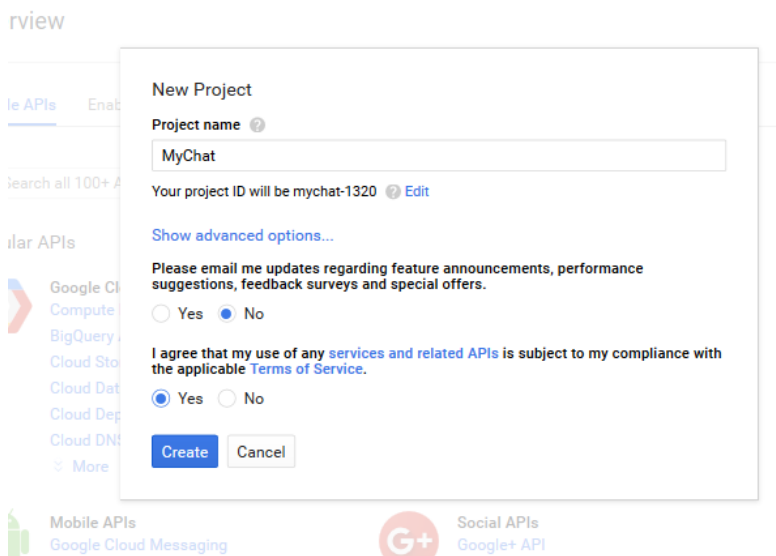 rview
le APIs Enab
Search all 100+ A
ular APIs
Google Cl
Compute
BigQuery A
Cloud Sto
Cloud Dat
Cloud Dep
Cloud DNS
More
Mobile APIs
Google Cloud Messaging
G+
Social APIs
Google+ API
New Project
Project name ?
MyChat
Your project ID will be mychat-1320 ? Edit
Show advanced options...
Please email me updates regarding feature announcements, performance
suggestions, feedback surveys and special offers.
Yes No
I agree that my use of any services and related APIs is subject to my compliance with
the applicable Terms of Service.
Yes No
Create Cancel